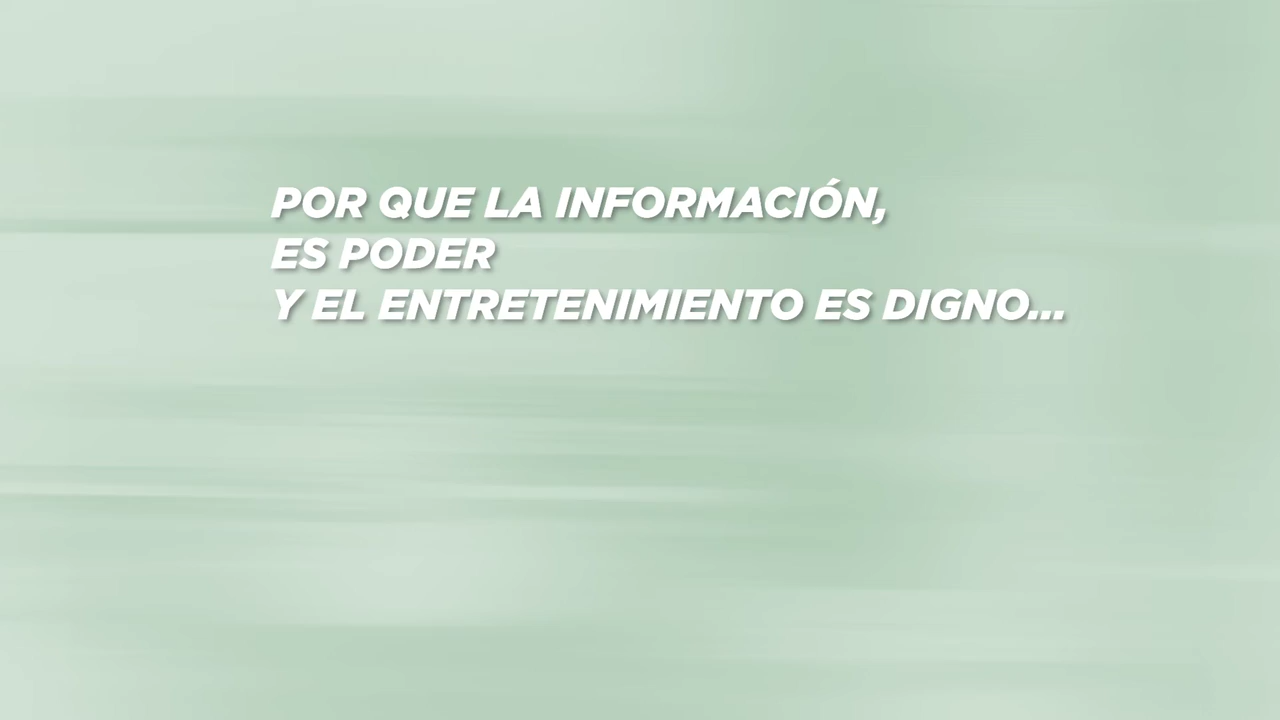 POR QUE LA INFORMACIÓN,
ES PODER
Y EL ENTRETENIMIENTO ES DIGNO...